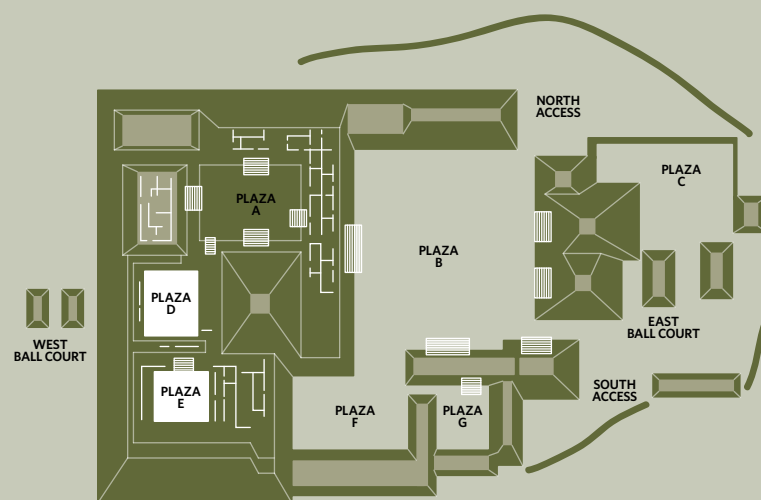 NORTH
ACCESS
PLAZA
C
PLAZA
A
PLAZA
B
PLAZA
D
EAST
BALL COURT
WEST
BALL COURT
PLAZA
E
SOUTH
ACCESS
PLAZA
F
PLAZA
G